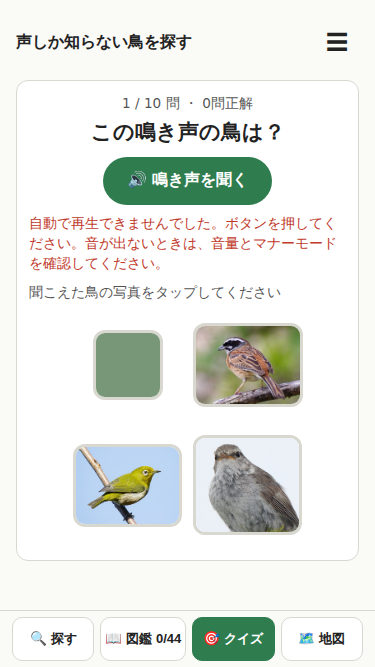 声しか知らない鳥を探す
1 / 10 問 ・ 0問正解
この鳴き声の鳥は？
🔊 鳴き声を聞く
自動で再生できませんでした。ボタンを押してく
ださい。音が出ないときは、音量とマナーモード
を確認してください。
聞こえた鳥の写真をタップしてください
🔍 探す
📖 図鑑 0/44
🎯 クイズ
🗺️ 地図